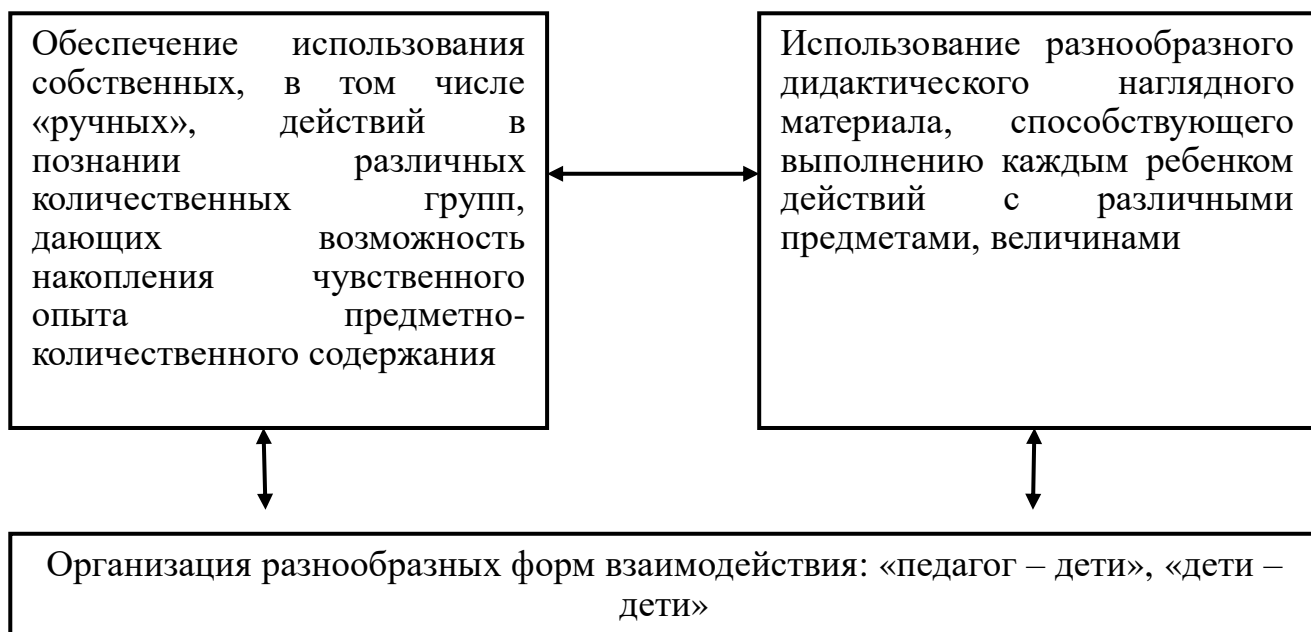 Обеспечение использования
собственных, в том числе
«ручных», действий в
познании различных
количественных групп,
дающих возможность
накопления чувственного
опыта предметно-
количественного содержания
Использование разнообразного
дидактического наглядного
материала, способствующего
выполнению каждым ребенком
действий с различными
предметами, величинами
Организация разнообразных форм взаимодействия: «педагог – дети», «дети –
дети»